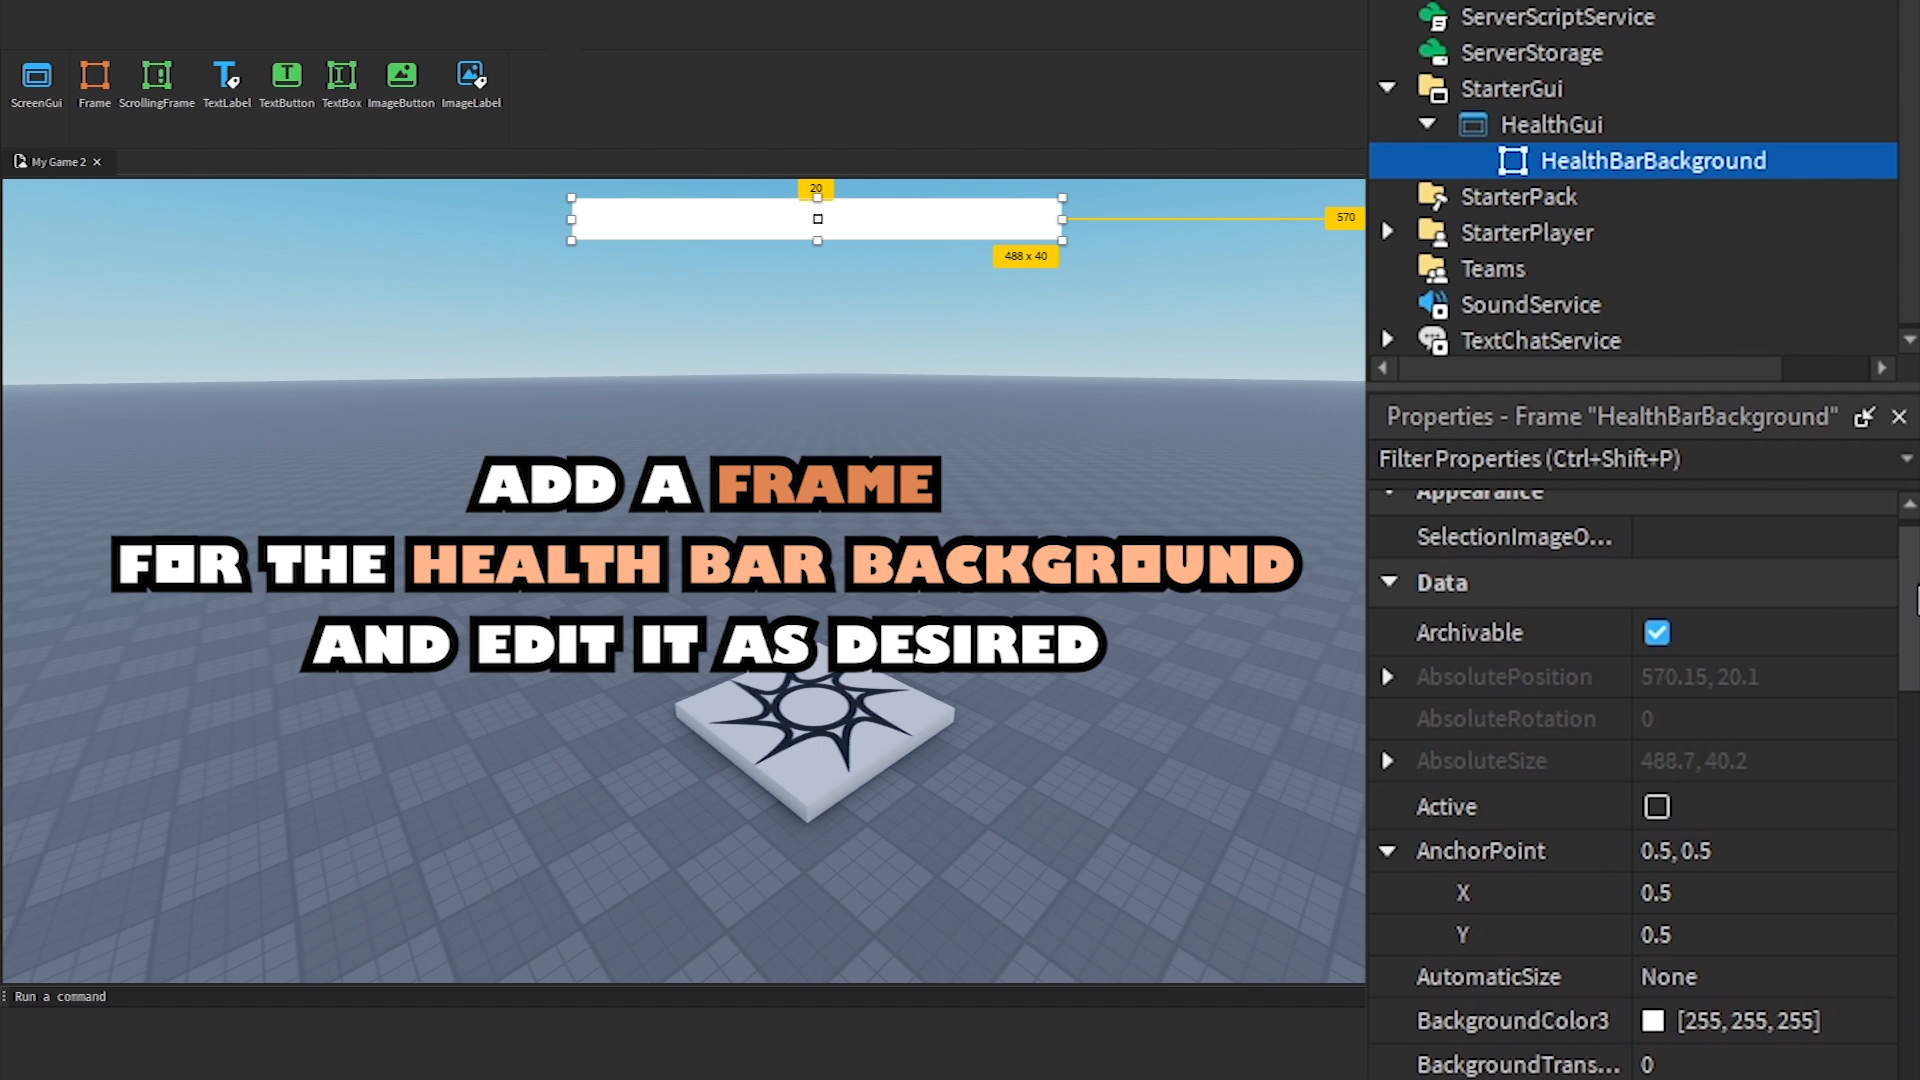 ScreenGui Frame ScrollingFrame TextLabel TextButton TextBox ImageButton ImageLabel
My Game 2
20
570
488 x 40
ADD A FRAME
FOR THE HEALTH BAR BACKGROUND
AND EDIT IT AS DESIRED
Run a command
ServerScriptService
ServerStorage
StarterGui
HealthGui
HealthBarBackground
StarterPack
StarterPlayer
Teams
SoundService
TextChatService
Properties - Frame "HealthBarBackground"
Filter Properties (Ctrl+Shift+P)
Appearance
SelectionImageO...
Data
Archivable
AbsolutePosition 570.15, 20.1
AbsoluteRotation 0
AbsoluteSize 488.7, 40.2
Active
AnchorPoint 0.5, 0.5
X 0.5
Y 0.5
AutomaticSize None
BackgroundColor3 [255, 255, 255]
BackgroundTrans... 0